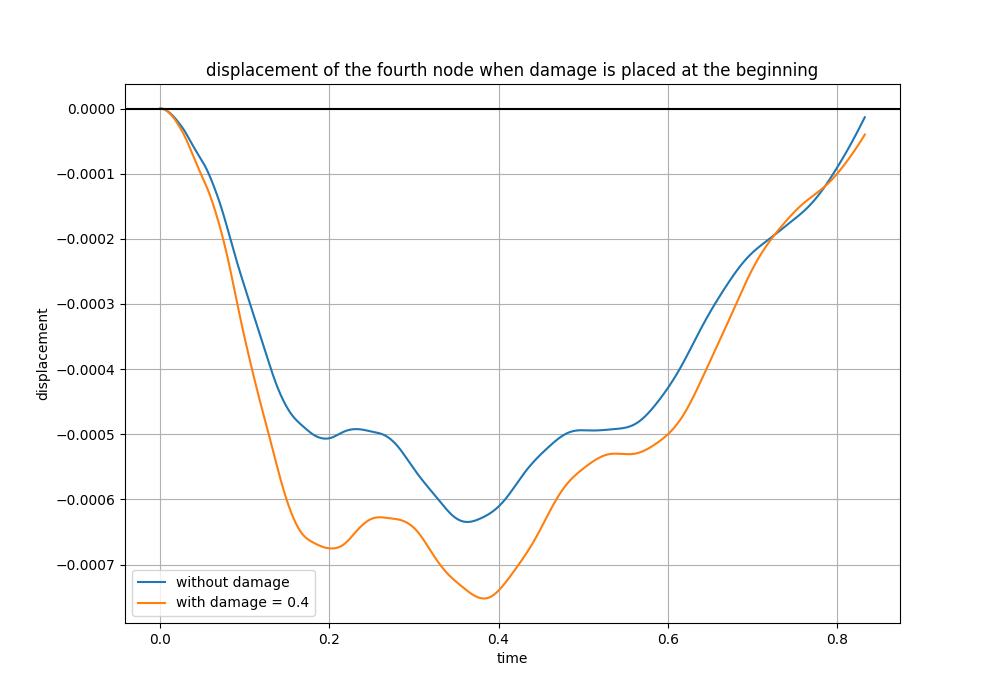 displacement of the fourth node when damage is placed at the beginning
0.0000
−0.0001
−0.0002
−0.0003
−0.0004
−0.0005
−0.0006
−0.0007
displacement
without damage
with damage = 0.4
0.0 0.2 0.4 0.6 0.8
time